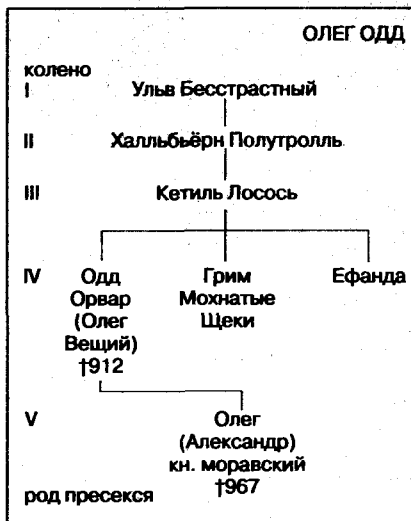 ОЛЕГ ОДД
колено
I Ульв Бесстрастный
II Халльбьёрн Полутролль
III Кетиль Лосось
IV Одд Грим Ефанда
Орвар Мохнатые
(Олег Щеки
Вещий)
†912
V Олег
(Александр)
кн. моравский
род пресекся †967